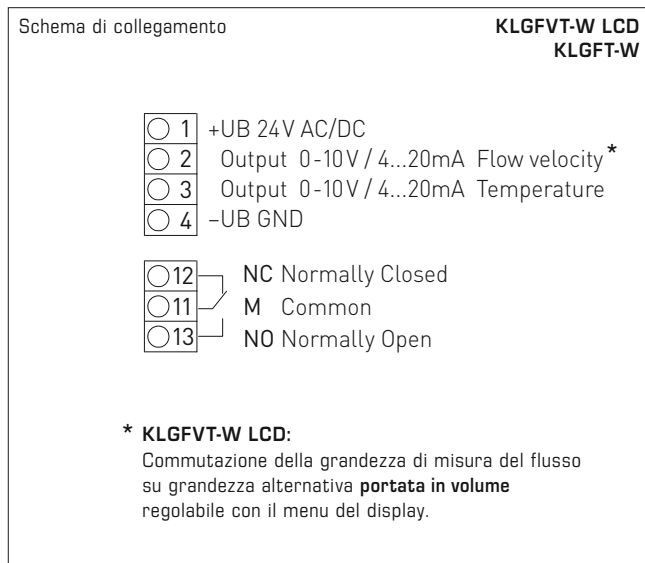 Schema di collegamento KLGFVT-W LCD
KLGFT-W
1 +UB 24V AC/DC
2 Output 0-10V / 4...20mA Flow velocity*
3 Output 0-10V / 4...20mA Temperature
4 –UB GND
12 NC Normally Closed
11 M Common
13 NO Normally Open
* KLGFVT-W LCD:
Commutazione della grandezza di misura del flusso
su grandezza alternativa portata in volume
regolabile con il menu del display.